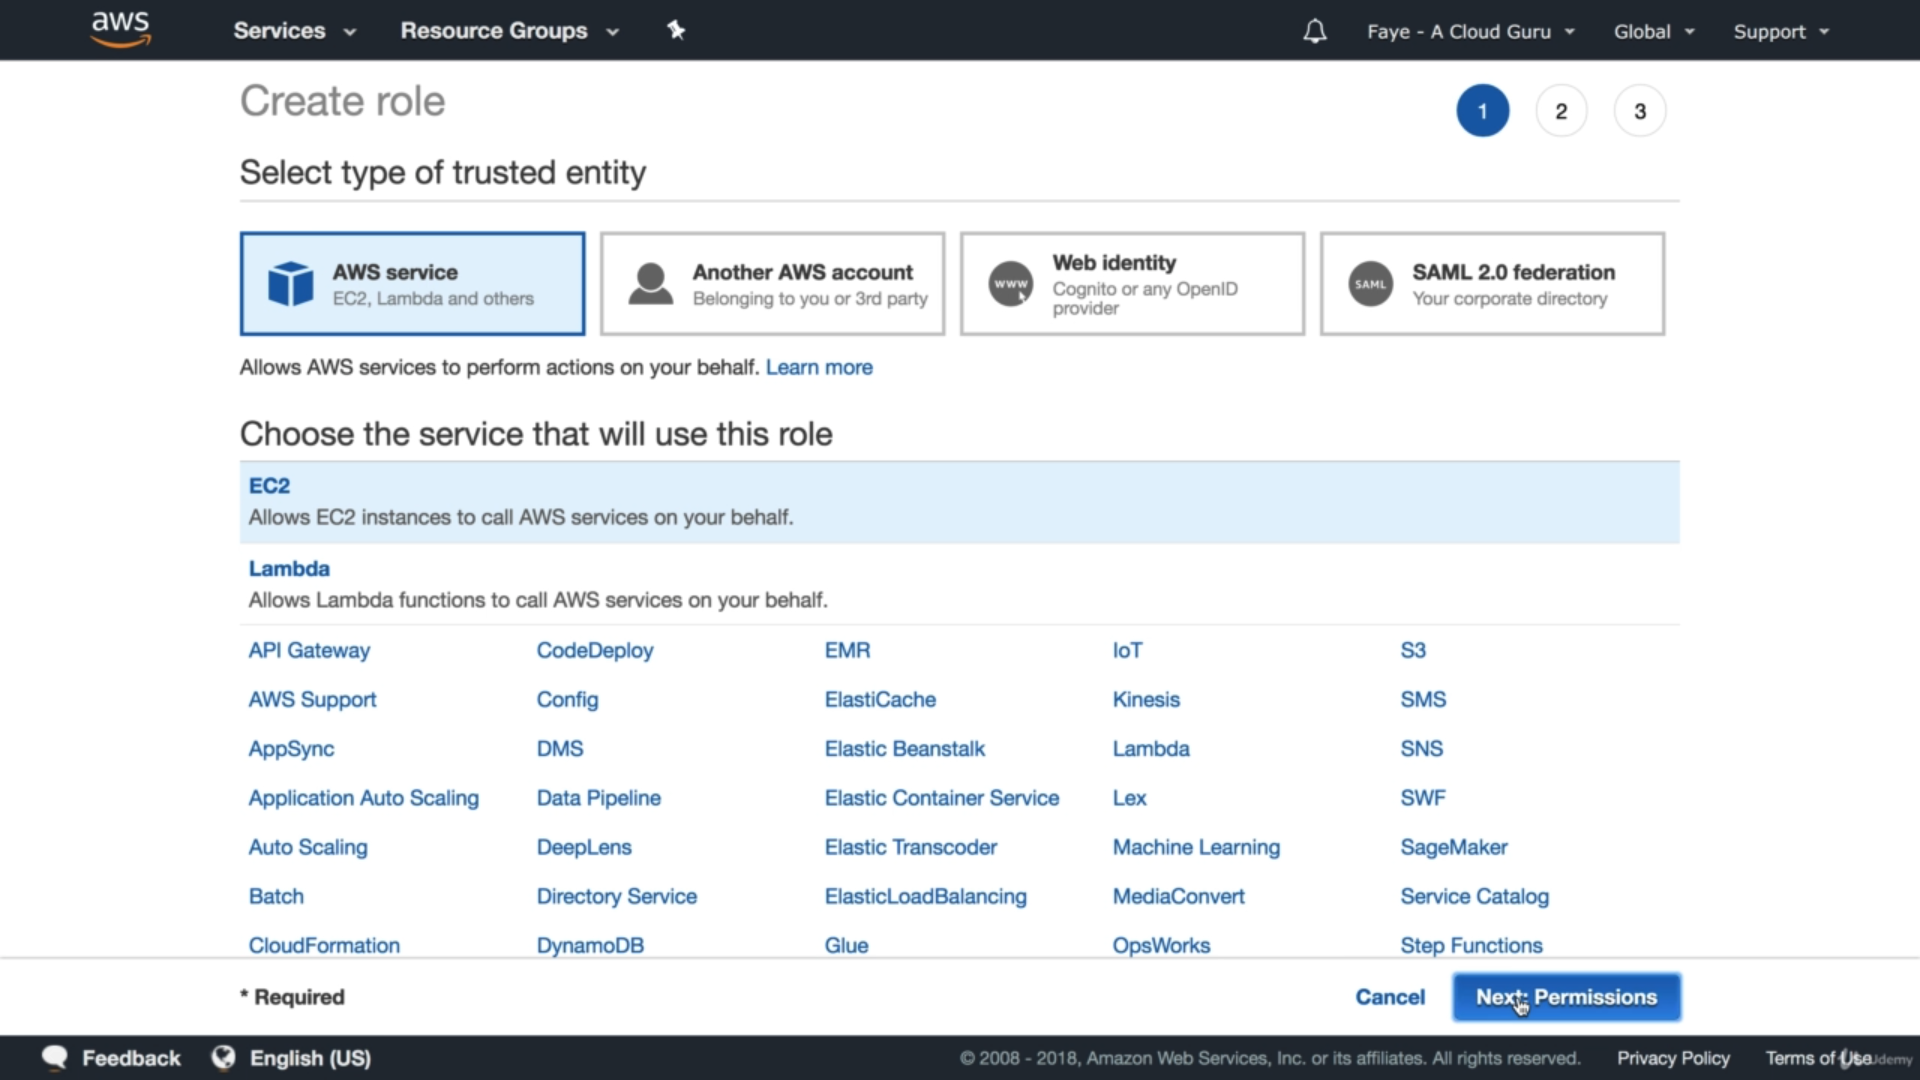 aws Services Resource Groups Faye - A Cloud Guru Global Support
Create role 1 2 3
Select type of trusted entity
AWS service
EC2, Lambda and others
Another AWS account
Belonging to you or 3rd party
www
Web identity
Cognito or any OpenID
provider
SAML
SAML 2.0 federation
Your corporate directory
Allows AWS services to perform actions on your behalf. Learn more
Choose the service that will use this role
EC2
Allows EC2 instances to call AWS services on your behalf.
Lambda
Allows Lambda functions to call AWS services on your behalf.
API Gateway CodeDeploy EMR IoT S3
AWS Support Config ElastiCache Kinesis SMS
AppSync DMS Elastic Beanstalk Lambda SNS
Application Auto Scaling Data Pipeline Elastic Container Service Lex SWF
Auto Scaling DeepLens Elastic Transcoder Machine Learning SageMaker
Batch Directory Service ElasticLoadBalancing MediaConvert Service Catalog
CloudFormation DynamoDB Glue OpsWorks Step Functions
* Required Cancel Next: Permissions
Feedback English (US) © 2008 - 2018, Amazon Web Services, Inc. or its affiliates. All rights reserved. Privacy Policy Terms of Use Udemy